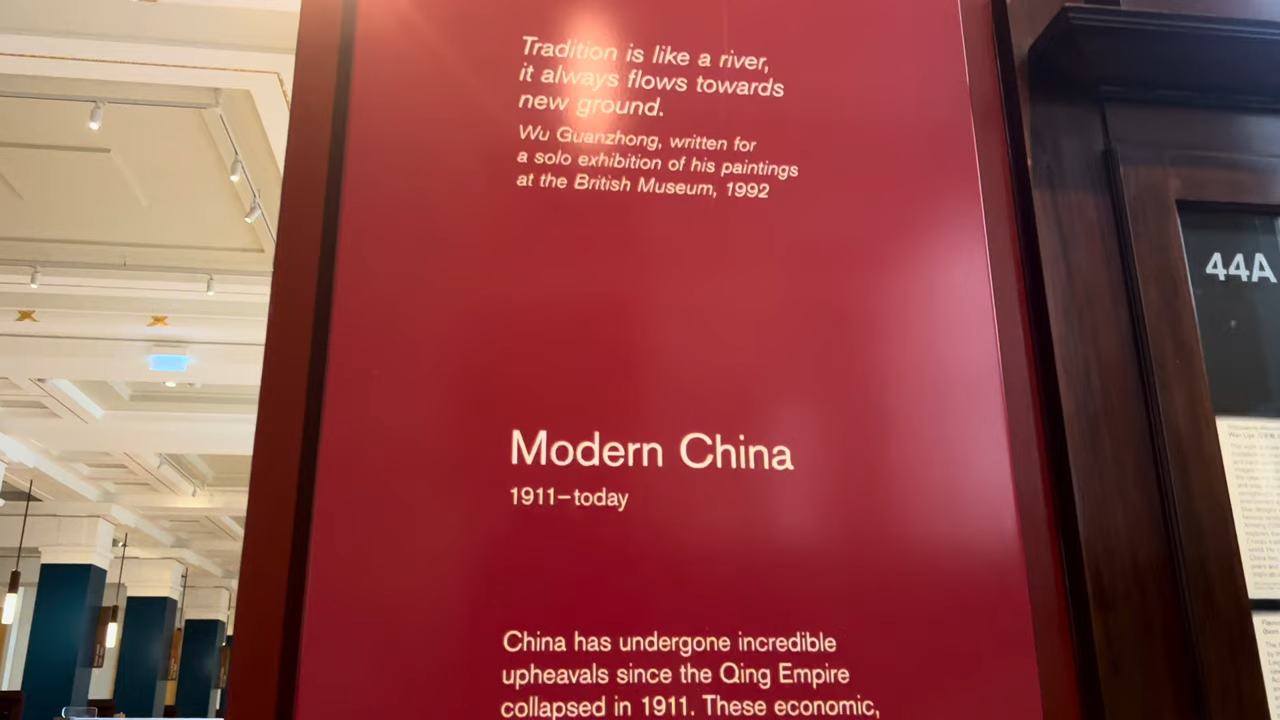 Tradition is like a river,
it always flows towards
new ground.
Wu Guanzhong, written for
a solo exhibition of his paintings
at the British Museum, 1992
Modern China
1911–today
China has undergone incredible
upheavals since the Qing Empire
collapsed in 1911. These economic,
44A